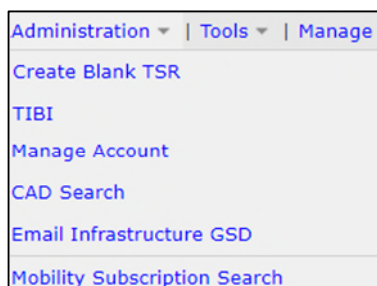 Administration ▼ | Tools ▼ | Manage
Create Blank TSR
TIBI
Manage Account
CAD Search
Email Infrastructure GSD
Mobility Subscription Search